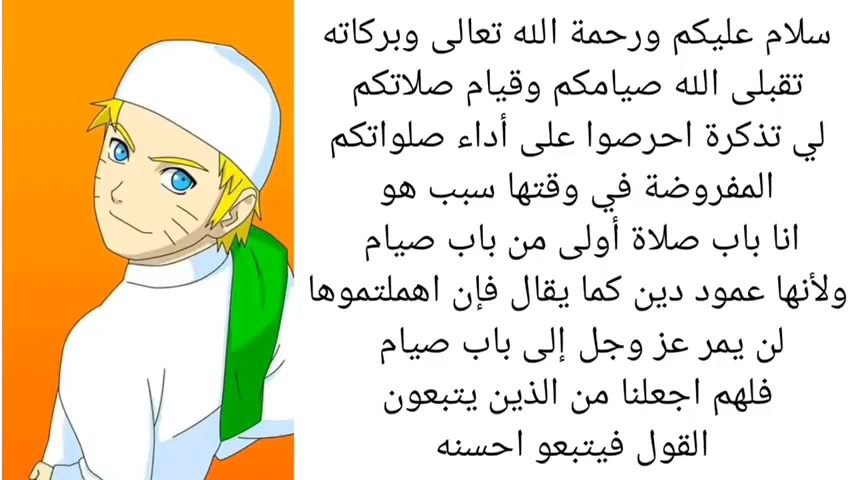 سلام عليكم ورحمة الله تعالى وبركاته
تقبلى الله صيامكم وقيام صلاتكم
لي تذكرة احرصوا على أداء صلواتكم
المفروضة في وقتها سبب هو
انا باب صلاة أولى من باب صيام
ولأنها عمود دين كما يقال فإن اهملتموها
لن يمر عز وجل إلى باب صيام
فلهم اجعلنا من الذين يتبعون
القول فيتبعو احسنه